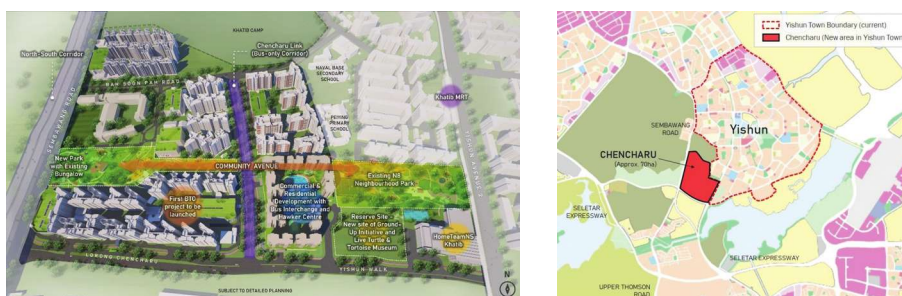 KHATIB CAMP
North-South Corridor
Chencharu Link
(Bus-only Corridor)
NAVAL BASE
SECONDARY
SCHOOL
SEMBAWANG ROAD
Khatib MRT
PEIYING
PRIMARY
SCHOOL
New Park
with Existing
Bungalow
COMMUNITY AVENUE
Existing NB
Neighbourhood Park
First BTO
project to be
launched
Commercial &
Residential
Development with
Bus Interchange and
Hawker Centre
Reserve Site -
New site of Ground-
Up Initiative and
Live Turtle &
Tortoise Museum
HomeTeamNS
Khatib
LORONG CHENCHARU
YISHUN WALK
SUBJECT TO DETAILED PLANNING
N
Yishun Town Boundary (current)
Chencharu (New area in Yishun Town
SEMBAWANG
ROAD
Yishun
CHENCHARU
(Approx. 70ha)
SELETAR
EXPRESSWAY
SELETAR EXPRESSWAY
UPPER THOMSON
ROAD